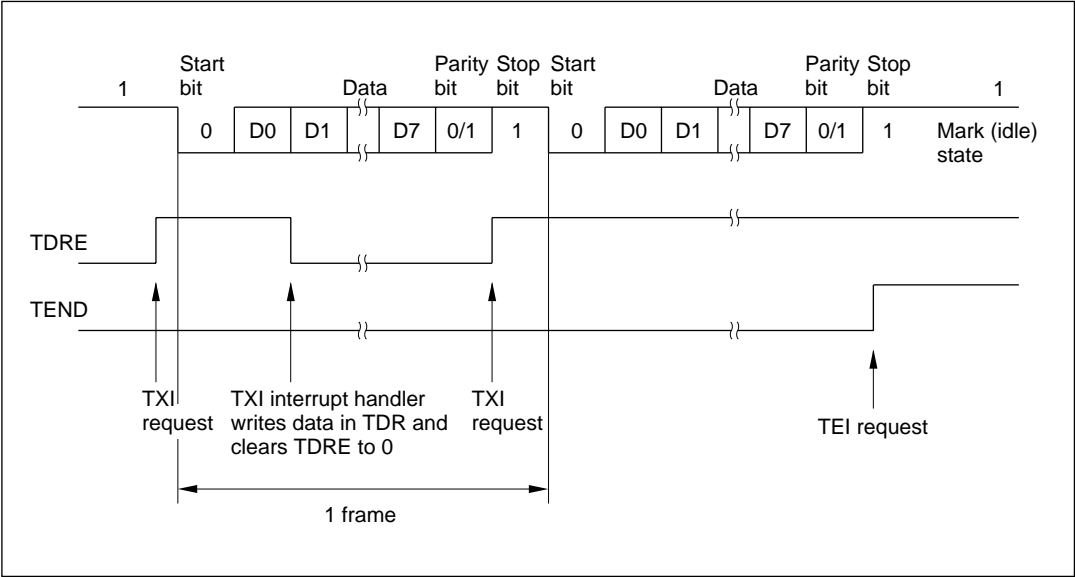 Start Parity Stop Start Parity Stop
1 bit Data bit bit bit Data bit bit 1
0 D0 D1 D7 0/1 1 0 D0 D1 D7 0/1 1 Mark (idle)
state
TDRE
TEND
TXI TXI interrupt handler TXI
request writes data in TDR and request
clears TDRE to 0
TEI request
1 frame